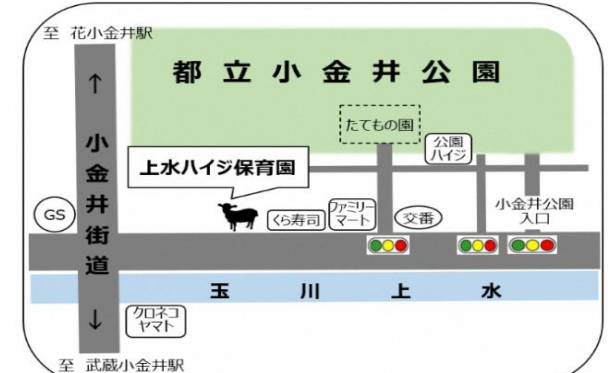 至 花小金井駅
都立小金井公園
たてもの園
公園
ハイジ
上水ハイジ保育園
小金井街道
GS
くら寿司
ファミリー
マート
交番
小金井公園
入口
玉川上水
クロネコ
ヤマト
至 武蔵小金井駅